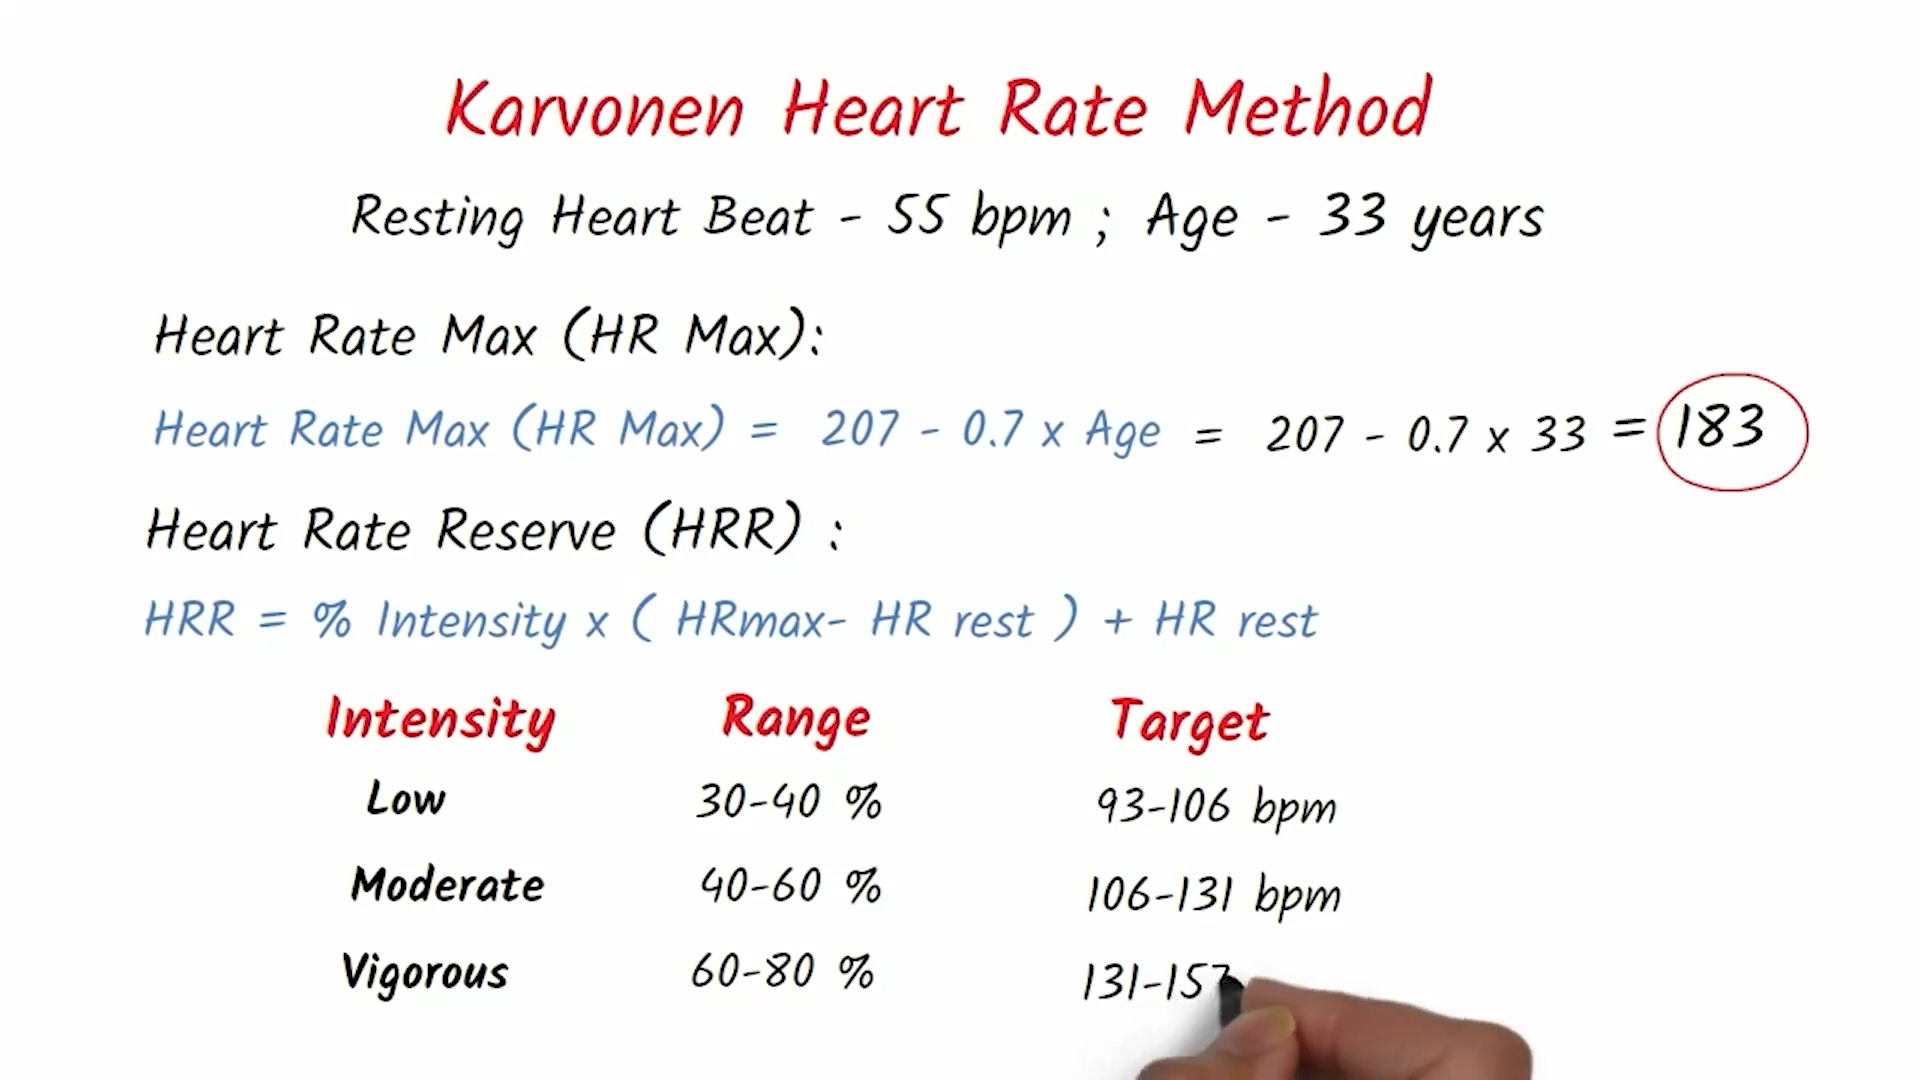 Karvonen Heart Rate Method
Resting Heart Beat - 55 bpm ; Age - 33 years
Heart Rate Max (HR Max):
Heart Rate Max (HR Max) = 207 - 0.7 x Age = 207 - 0.7 x 33 = 183
Heart Rate Reserve (HRR) :
HRR = % Intensity x ( HRmax- HR rest ) + HR rest
Intensity Range Target
Low 30-40 % 93-106 bpm
Moderate 40-60 % 106-131 bpm
Vigorous 60-80 % 131-157